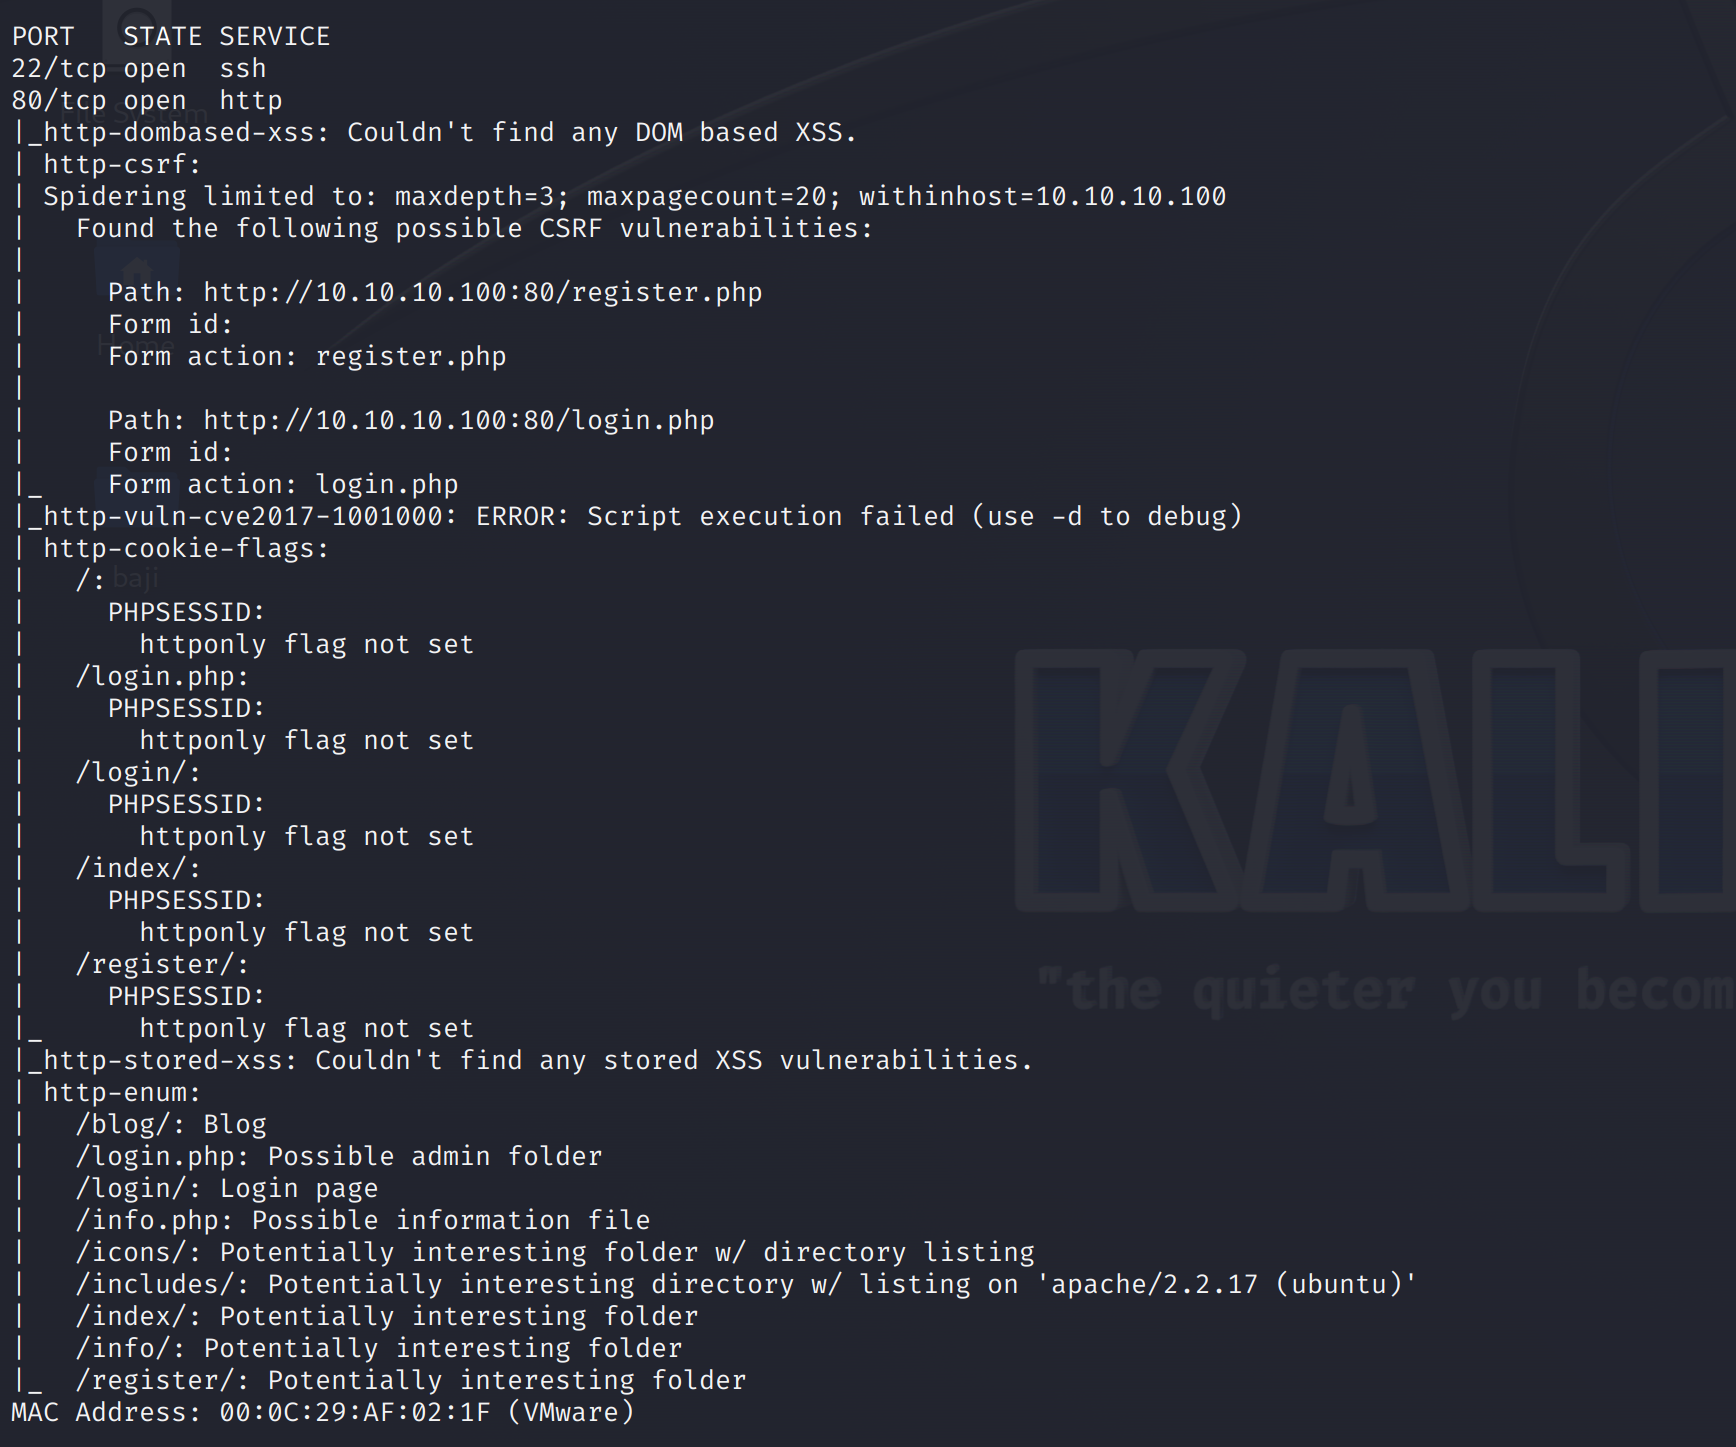 PORT   STATE SERVICE
22/tcp open  ssh
80/tcp open  http
|_http-dombased-xss: Couldn't find any DOM based XSS.
| http-csrf:
| Spidering limited to: maxdepth=3; maxpagecount=20; withinhost=10.10.10.100
|   Found the following possible CSRF vulnerabilities:
|
|     Path: http://10.10.10.100:80/register.php
|     Form id:
|     Form action: register.php
|
|     Path: http://10.10.10.100:80/login.php
|     Form id:
|_    Form action: login.php
|_http-vuln-cve2017-1001000: ERROR: Script execution failed (use -d to debug)
| http-cookie-flags:
|   /:
|     PHPSESSID:
|       httponly flag not set
|   /login.php:
|     PHPSESSID:
|       httponly flag not set
|   /login/:
|     PHPSESSID:
|       httponly flag not set
|   /index/:
|     PHPSESSID:
|       httponly flag not set
|   /register/:
|     PHPSESSID:
|_      httponly flag not set
|_http-stored-xss: Couldn't find any stored XSS vulnerabilities.
| http-enum:
|   /blog/: Blog
|   /login.php: Possible admin folder
|   /login/: Login page
|   /info.php: Possible information file
|   /icons/: Potentially interesting folder w/ directory listing
|   /includes/: Potentially interesting directory w/ listing on 'apache/2.2.17 (ubuntu)'
|   /index/: Potentially interesting folder
|   /info/: Potentially interesting folder
|_  /register/: Potentially interesting folder
MAC Address: 00:0C:29:AF:02:1F (VMware)
File System
Home
baji
KALI
"the quieter you becom